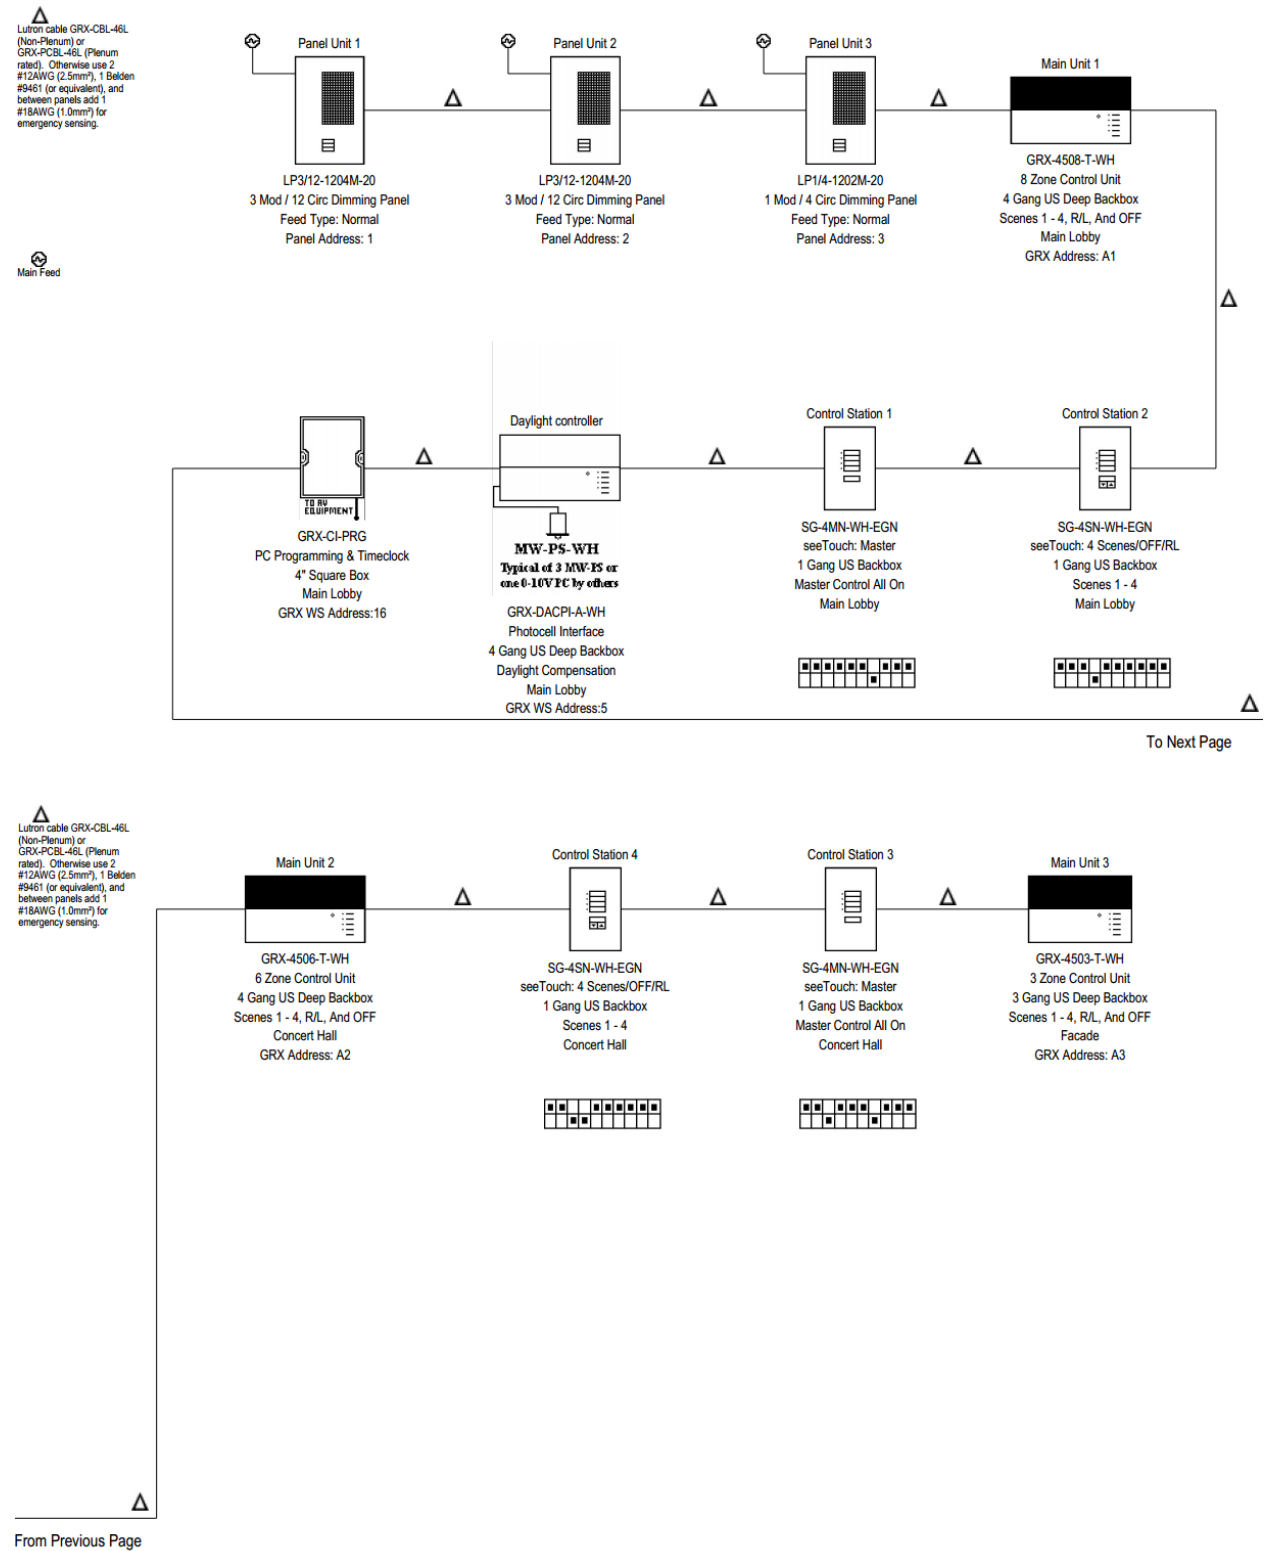 Lutron cable GRX-CBL-46L
(Non-Plenum) or
GRX-PCBL-46L (Plenum
rated).  Otherwise use 2
#12AWG (2.5mm²), 1 Belden
#9461 (or equivalent), and
between panels add 1
#18AWG (1.0mm²) for
emergency sensing.
Main Feed
Panel Unit 1
LP3/12-1204M-20
3 Mod / 12 Circ Dimming Panel
Feed Type: Normal
Panel Address: 1
Panel Unit 2
LP3/12-1204M-20
3 Mod / 12 Circ Dimming Panel
Feed Type: Normal
Panel Address: 2
Panel Unit 3
LP1/4-1202M-20
1 Mod / 4 Circ Dimming Panel
Feed Type: Normal
Panel Address: 3
Main Unit 1
GRX-4508-T-WH
8 Zone Control Unit
4 Gang US Deep Backbox
Scenes 1 - 4, R/L, And OFF
Main Lobby
GRX Address: A1
TO AV
EQUIPMENT
GRX-CI-PRG
PC Programming & Timeclock
4" Square Box
Main Lobby
GRX WS Address:16
Daylight controller
MW-PS-WH
Typical of 3 MW-PS or
one 0-10V PC by others
GRX-DACPI-A-WH
Photocell Interface
4 Gang US Deep Backbox
Daylight Compensation
Main Lobby
GRX WS Address:5
Control Station 1
SG-4MN-WH-EGN
seeTouch: Master
1 Gang US Backbox
Master Control All On
Main Lobby
Control Station 2
SG-4SN-WH-EGN
seeTouch: 4 Scenes/OFF/RL
1 Gang US Backbox
Scenes 1 - 4
Main Lobby
To Next Page
Lutron cable GRX-CBL-46L
(Non-Plenum) or
GRX-PCBL-46L (Plenum
rated).  Otherwise use 2
#12AWG (2.5mm²), 1 Belden
#9461 (or equivalent), and
between panels add 1
#18AWG (1.0mm²) for
emergency sensing.
Main Unit 2
GRX-4506-T-WH
6 Zone Control Unit
4 Gang US Deep Backbox
Scenes 1 - 4, R/L, And OFF
Concert Hall
GRX Address: A2
Control Station 4
SG-4SN-WH-EGN
seeTouch: 4 Scenes/OFF/RL
1 Gang US Backbox
Scenes 1 - 4
Concert Hall
Control Station 3
SG-4MN-WH-EGN
seeTouch: Master
1 Gang US Backbox
Master Control All On
Concert Hall
Main Unit 3
GRX-4503-T-WH
3 Zone Control Unit
3 Gang US Deep Backbox
Scenes 1 - 4, R/L, And OFF
Facade
GRX Address: A3
From Previous Page